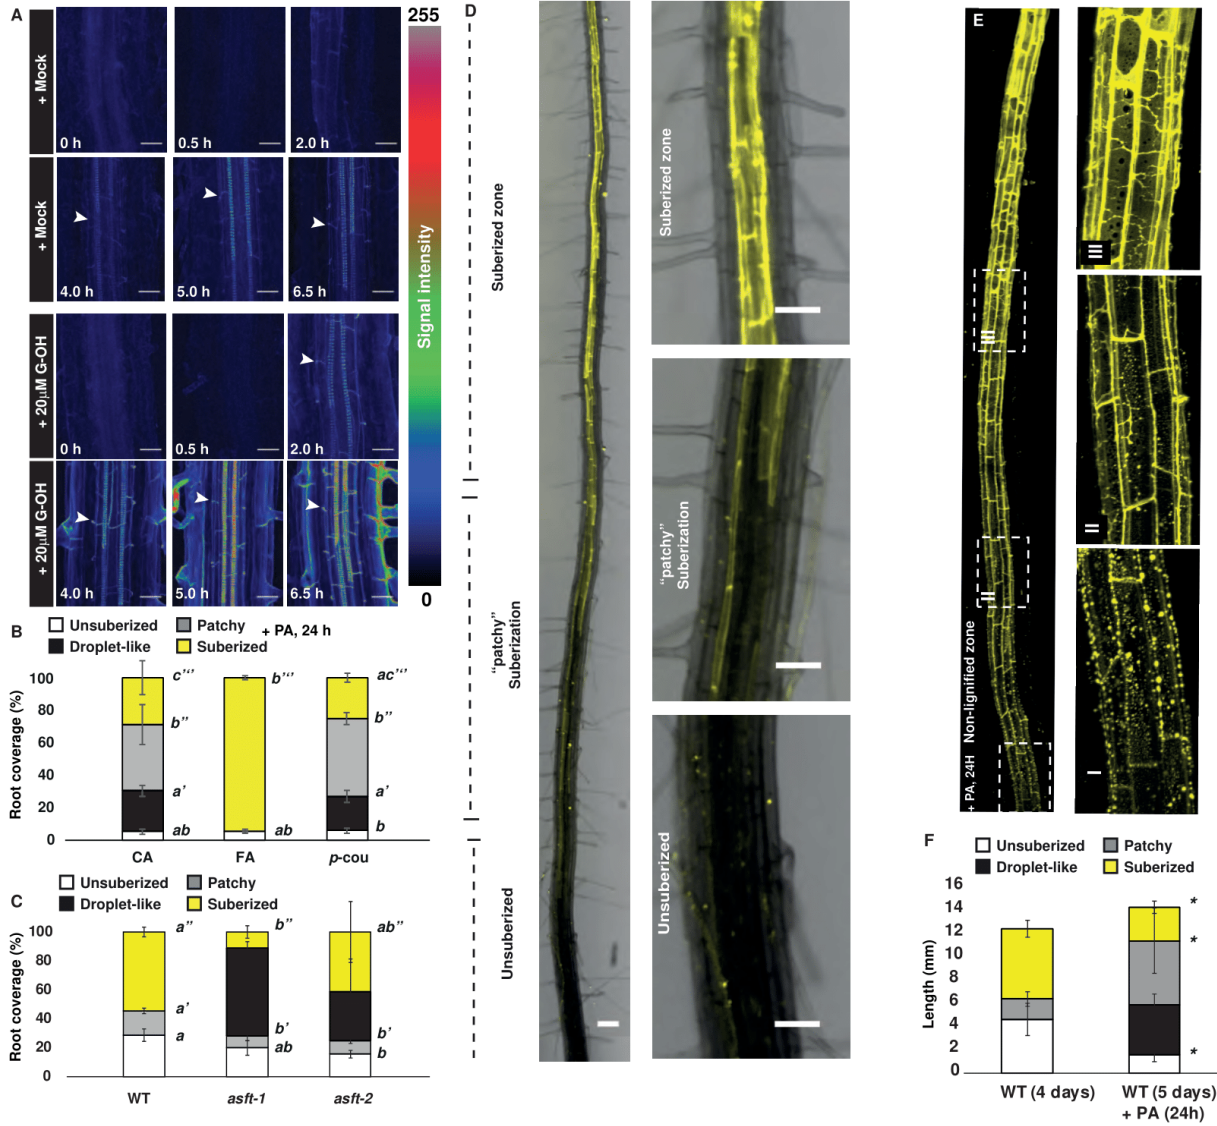 A
+ Mock
0 h
0.5 h
2.0 h
+ Mock
4.0 h
5.0 h
6.5 h
+ 20µM G-OH
0 h
0.5 h
2.0 h
+ 20µM G-OH
4.0 h
5.0 h
6.5 h
255
Signal intensity
0
B
Unsuberized
Patchy
+ PA, 24 h
Droplet-like
Suberized
Root coverage (%)
100
80
60
40
20
0
c‘‘‘
b’’
a’
ab
b‘‘‘
ab
ac‘‘‘
b’’
a’
b
CA
FA
p-cou
C
Unsuberized
Patchy
Droplet-like
Suberized
Root coverage (%)
100
80
60
40
20
0
a’’
a’
a
b’’
b’
ab
ab’’
b’
b
WT
asft-1
asft-2
D
Suberized zone
“patchy”
Suberization
Unsuberized
Suberized zone
“patchy”
Suberization
Unsuberized
E
+ PA, 24H Non-lignified zone
III
II
III
II
I
F
Unsuberized
Patchy
Droplet-like
Suberized
Length (mm)
16
14
12
10
8
6
4
2
0
*
*
*
WT (4 days)
WT (5 days)
+ PA (24h)